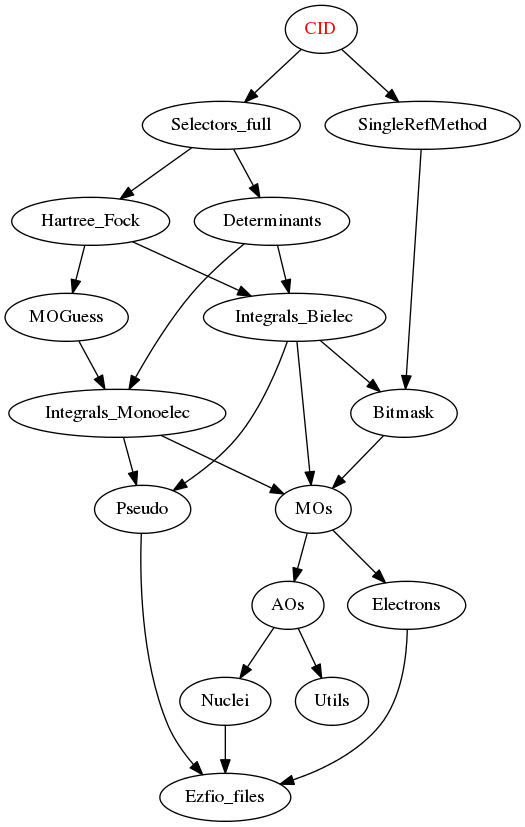 CID
Selectors_full
SingleRefMethod
Hartree_Fock
Determinants
MOGuess
Integrals_Bielec
Integrals_Monoelec
Bitmask
Pseudo
MOs
AOs
Electrons
Nuclei
Utils
Ezfio_files